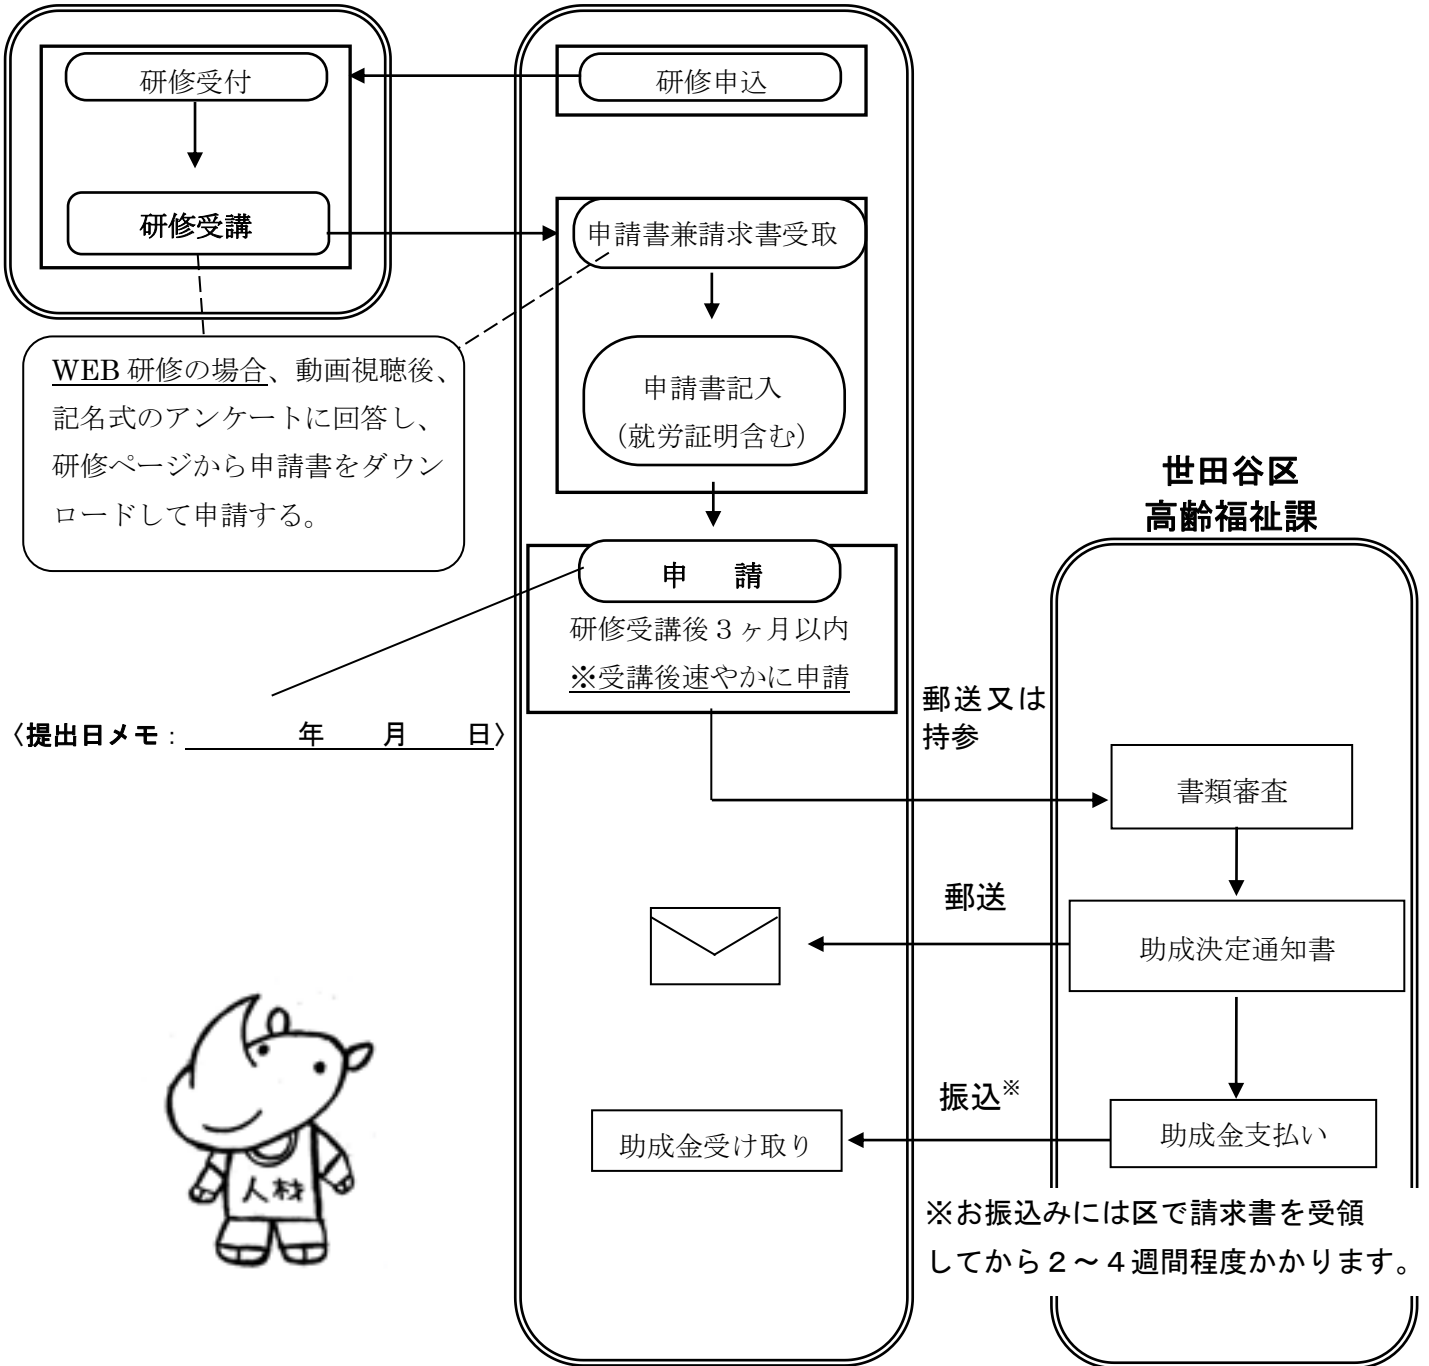 研修受付
研修申込
研修受講
申請書兼請求書受取
WEB 研修の場合、動画視聴後、
記名式のアンケートに回答し、
研修ページから申請書をダウン
ロードして申請する。
申請書記入
（就労証明含む）
世田谷区
高齢福祉課
申　請
研修受講後３ヶ月以内
※受講後速やかに申請
〈提出日メモ：　　　　年　　月　　日〉
郵送又は
持参
書類審査
郵送
助成決定通知書
振込※
助成金受け取り
助成金支払い
人材
※お振込みには区で請求書を受領
してから２～４週間程度かかります。